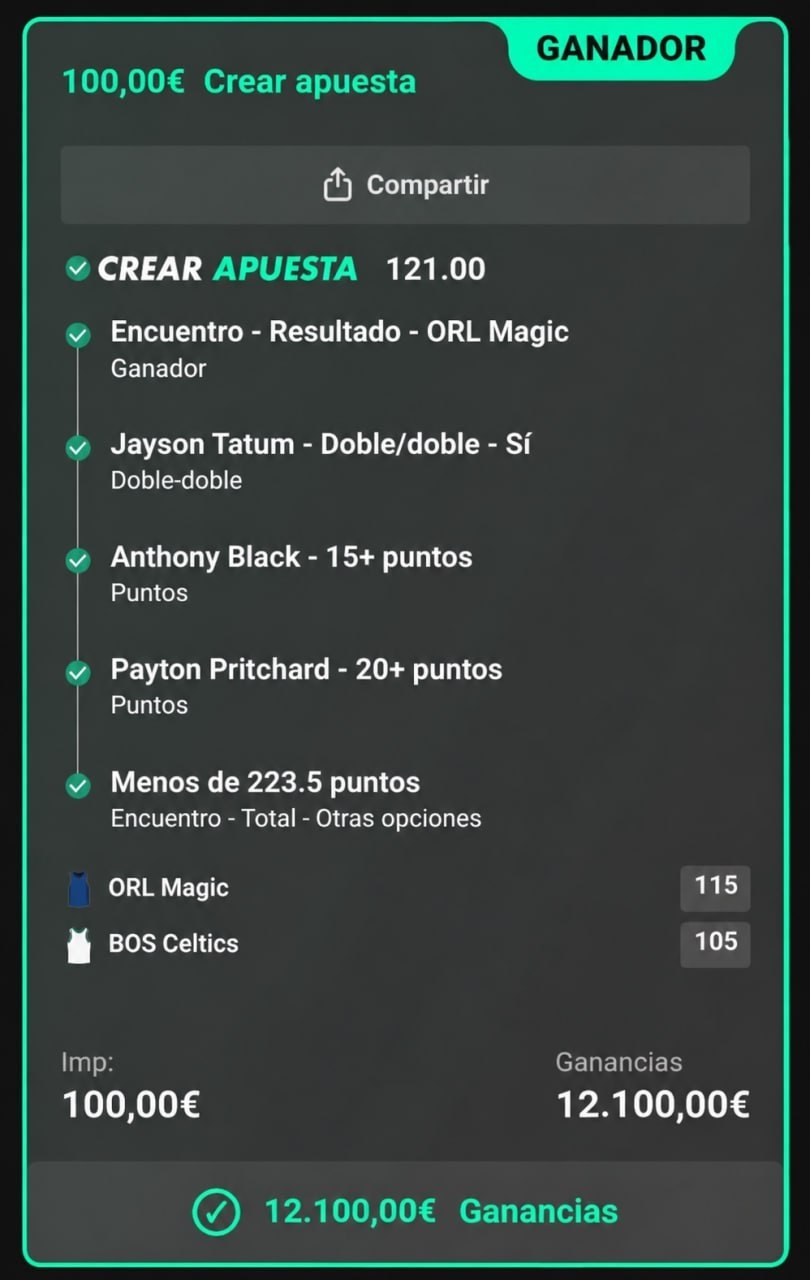 GANADOR
100,00€ Crear apuesta
Compartir
CREAR APUESTA 121.00
Encuentro - Resultado - ORL Magic
Ganador
Jayson Tatum - Doble/doble - Sí
Doble-doble
Anthony Black - 15+ puntos
Puntos
Payton Pritchard - 20+ puntos
Puntos
Menos de 223.5 puntos
Encuentro - Total - Otras opciones
ORL Magic 115
BOS Celtics 105
Imp: Ganancias
100,00€ 12.100,00€
12.100,00€ Ganancias